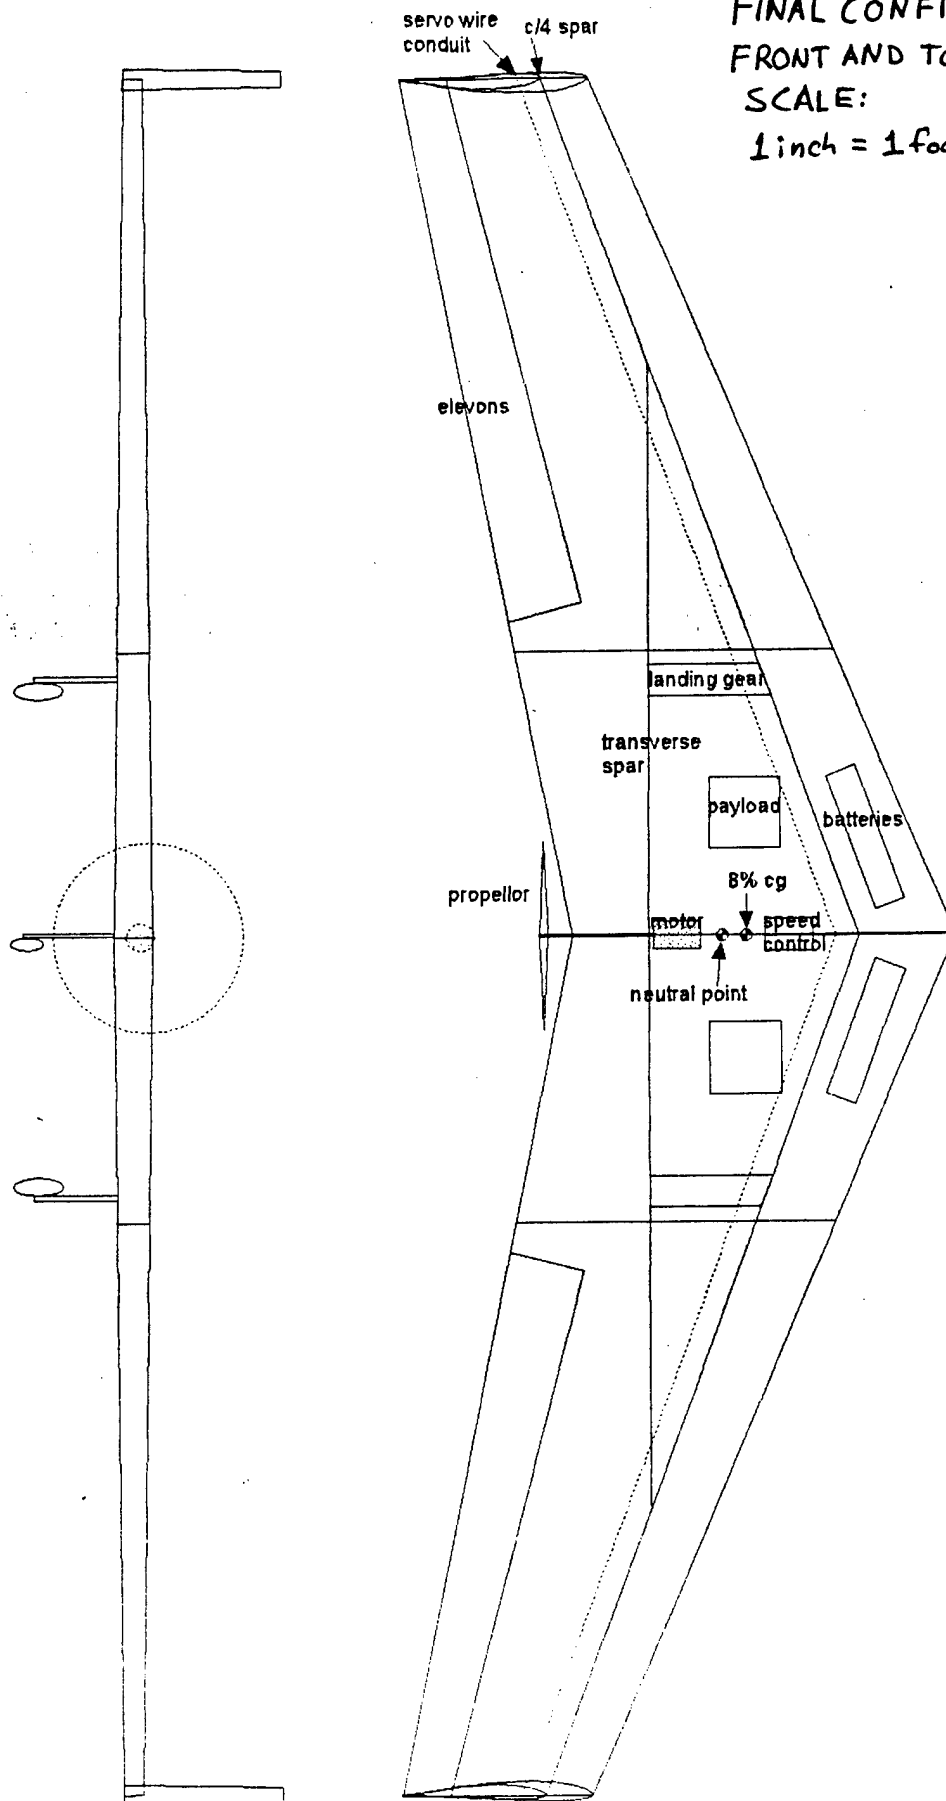 FINAL CONFI
FRONT AND TO
SCALE:
1 inch = 1 foo
servo wire
conduit
c/4 spar
elevons
landing gear
transverse
spar
payload
batteries
propellor
8% cg
motor
speed
control
neutral point